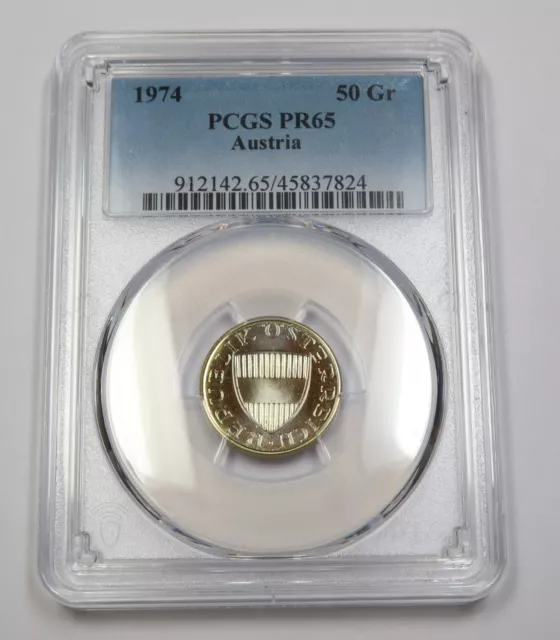 1974 50 Gr
PCGS PR65
Austria
912142.65/45837824
REPUBLIK·ÖSTERREICH·